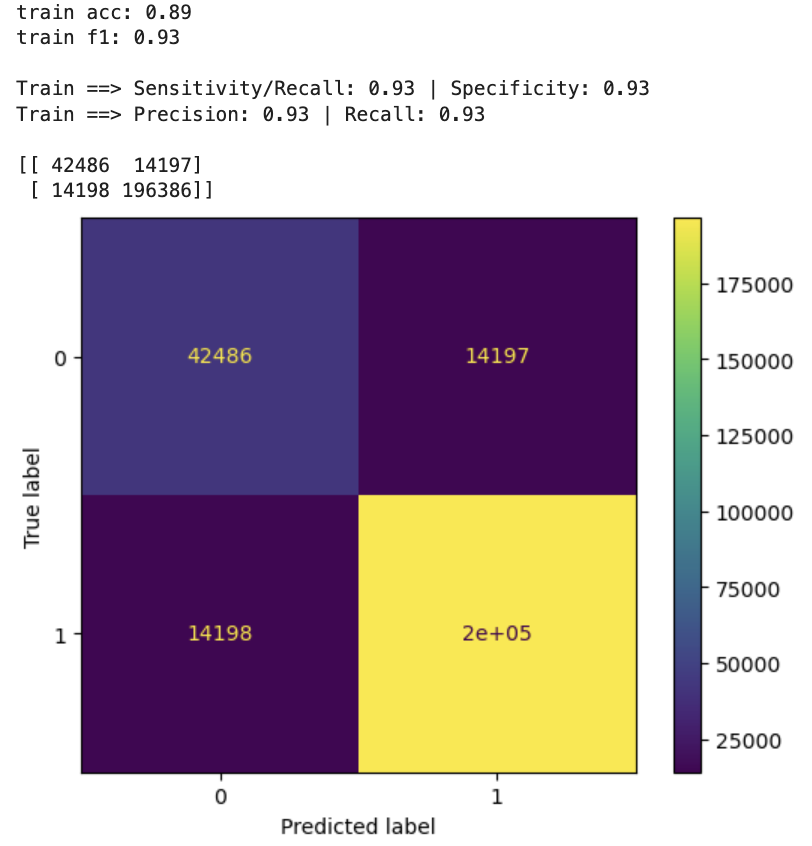 train acc: 0.89
train f1: 0.93
Train ==> Sensitivity/Recall: 0.93 | Specificity: 0.93
Train ==> Precision: 0.93 | Recall: 0.93
[[ 42486  14197]
 [ 14198 196386]]
175000
0 42486 14197
150000
125000
100000
True label
75000
1 14198 2e+05
50000
25000
0 1
Predicted label